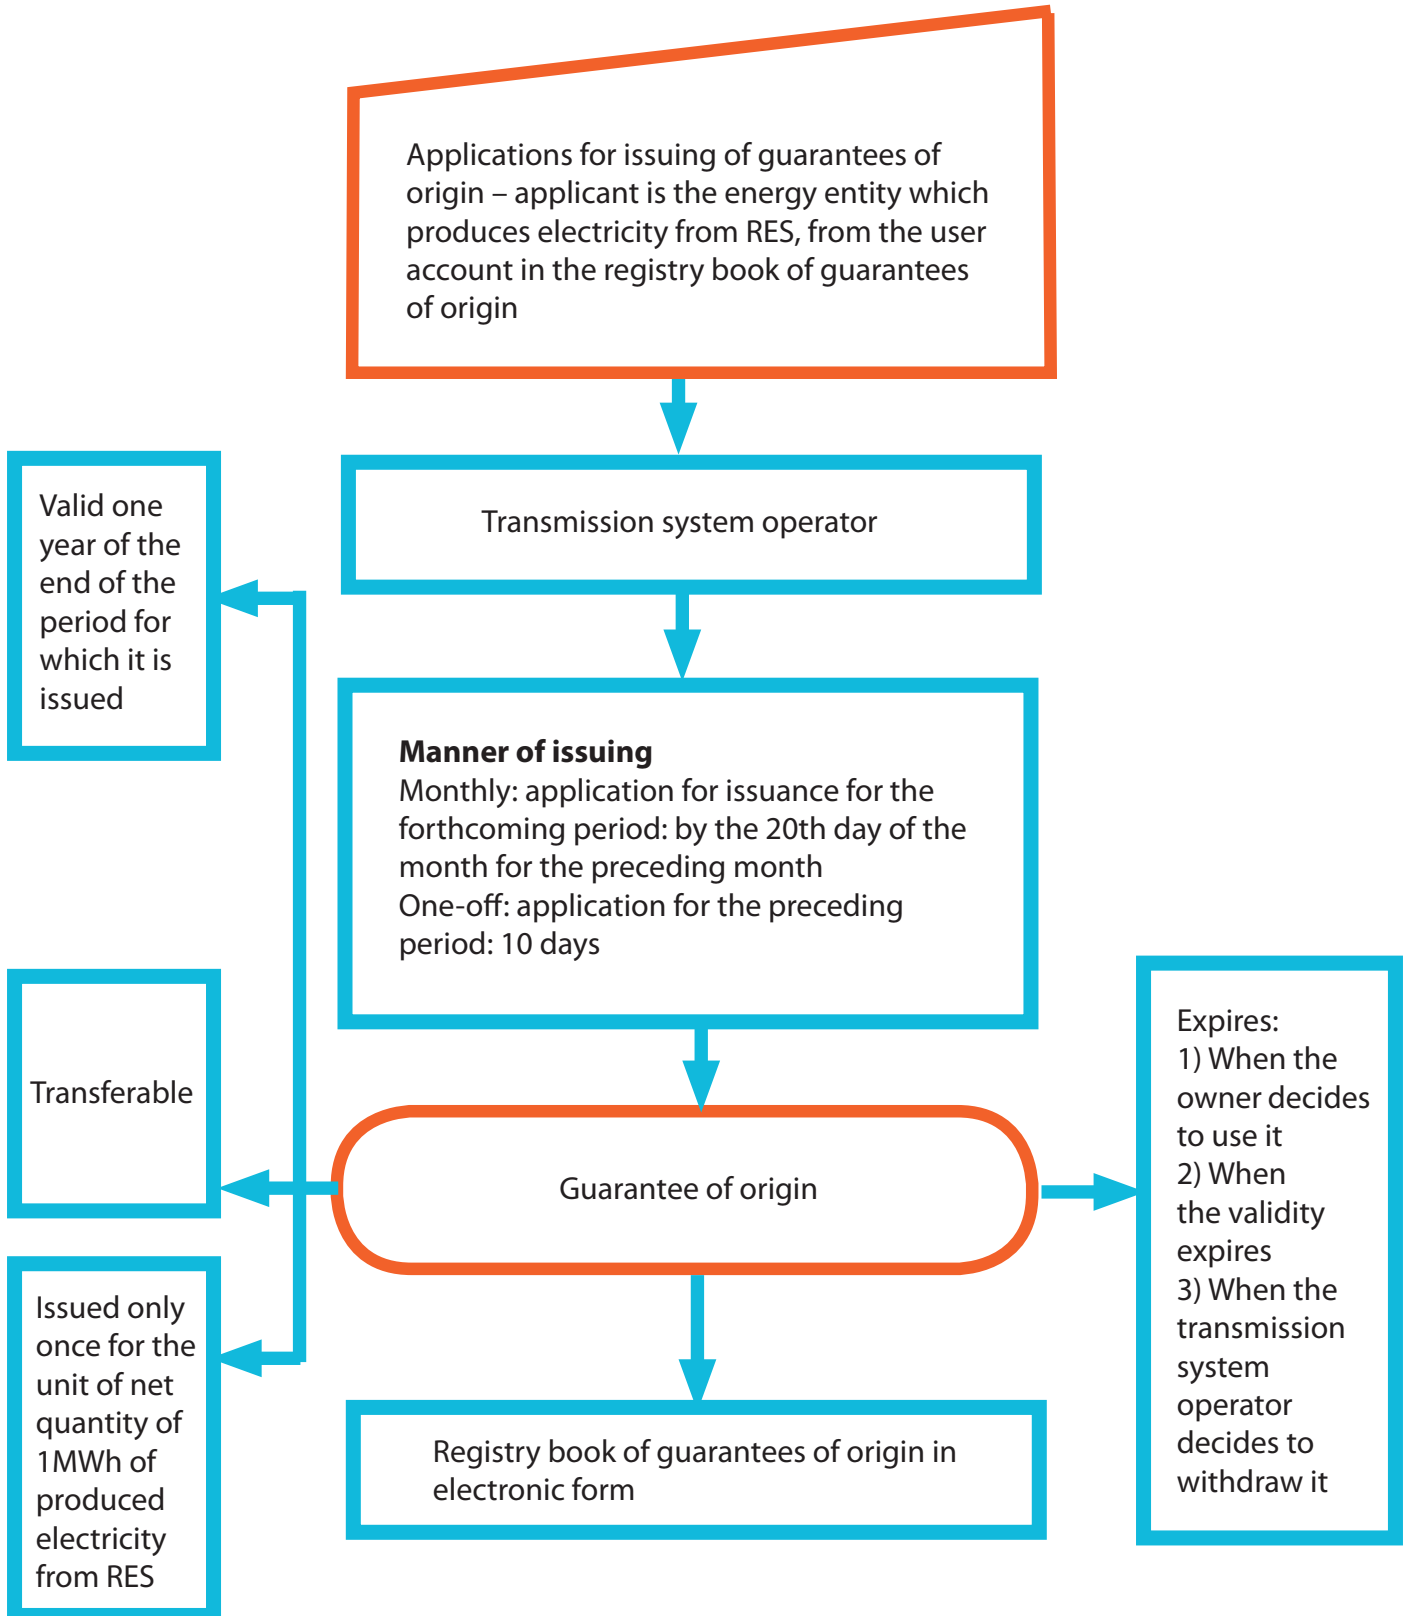 Applications for issuing of guarantees of
origin – applicant is the energy entity which
produces electricity from RES, from the user
account in the registry book of guarantees
of origin
Transmission system operator
Valid one
year of the
end of the
period for
which it is
issued
Manner of issuing
Monthly: application for issuance for the
forthcoming period: by the 20th day of the
month for the preceding month
One-off: application for the preceding
period: 10 days
Transferable
Guarantee of origin
Expires:
1) When the
owner decides
to use it
2) When
the validity
expires
3) When the
transmission
system
operator
decides to
withdraw it
Issued only
once for the
unit of net
quantity of
1MWh of
produced
electricity
from RES
Registry book of guarantees of origin in
electronic form